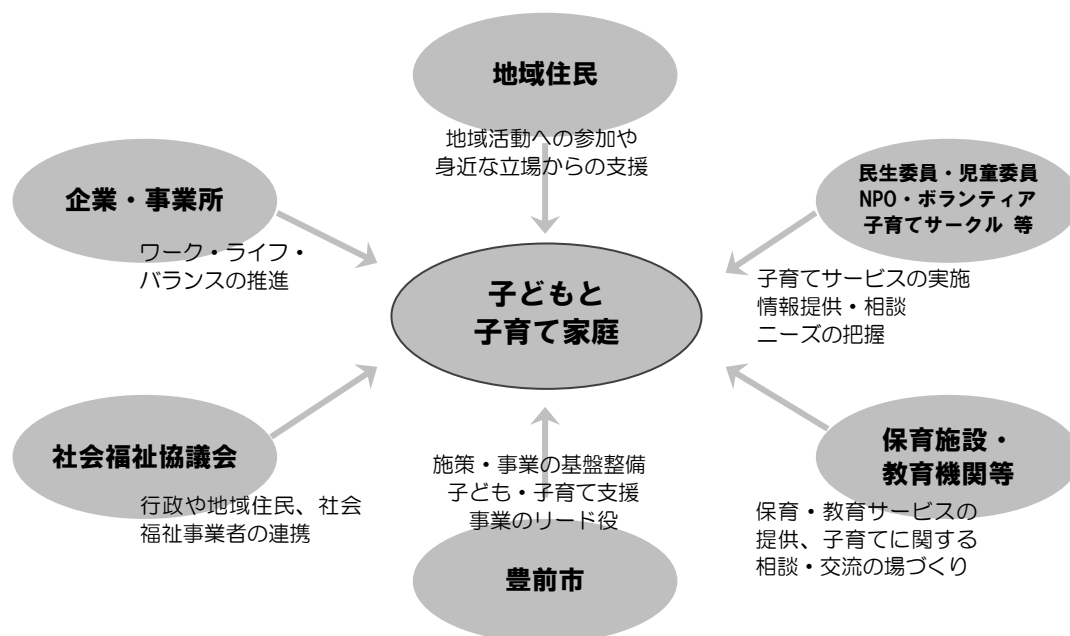 地域住民
地域活動への参加や
身近な立場からの支援
企業・事業所
ワーク・ライフ・
バランスの推進
民生委員・児童委員
NPO・ボランティア
子育てサークル 等
子育てサービスの実施
情報提供・相談
ニーズの把握
子どもと
子育て家庭
社会福祉協議会
行政や地域住民、社会
福祉事業者の連携
施策・事業の基盤整備
子ども・子育て支援
事業のリード役
豊前市
保育施設・
教育機関等
保育・教育サービスの
提供、子育てに関する
相談・交流の場づくり